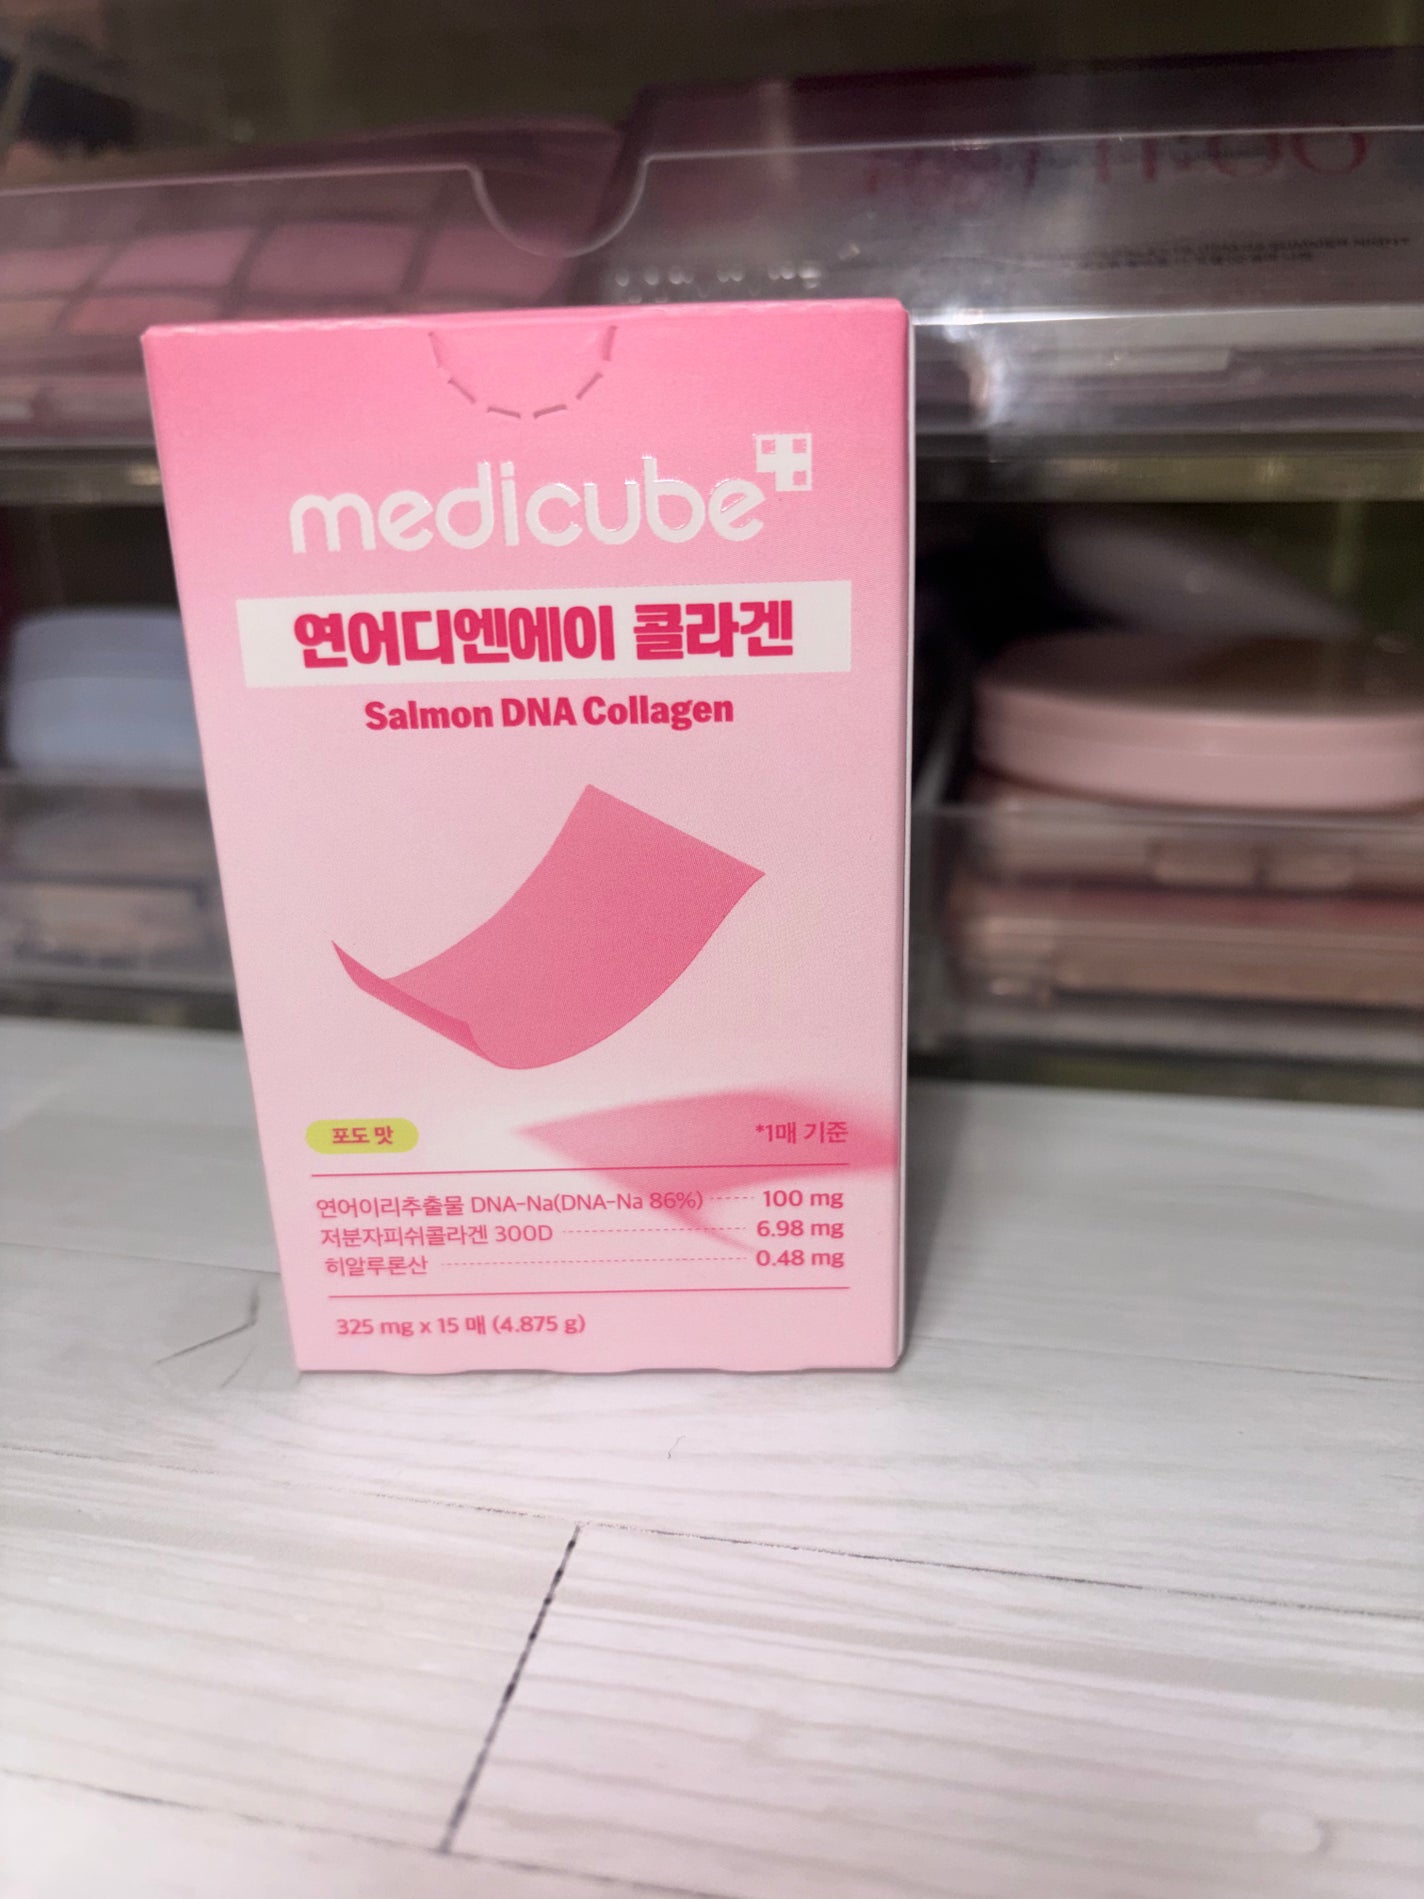 medicube
연어디엔에이 콜라겐
Salmon DNA Collagen
포도 맛
*1매 기준
연어이리추출물 DNA-Na(DNA-Na 86%) 100 mg
저분자피쉬콜라겐 300D 6.98 mg
히알루론산 0.48 mg
325 mg x 15 매 (4.875 g)